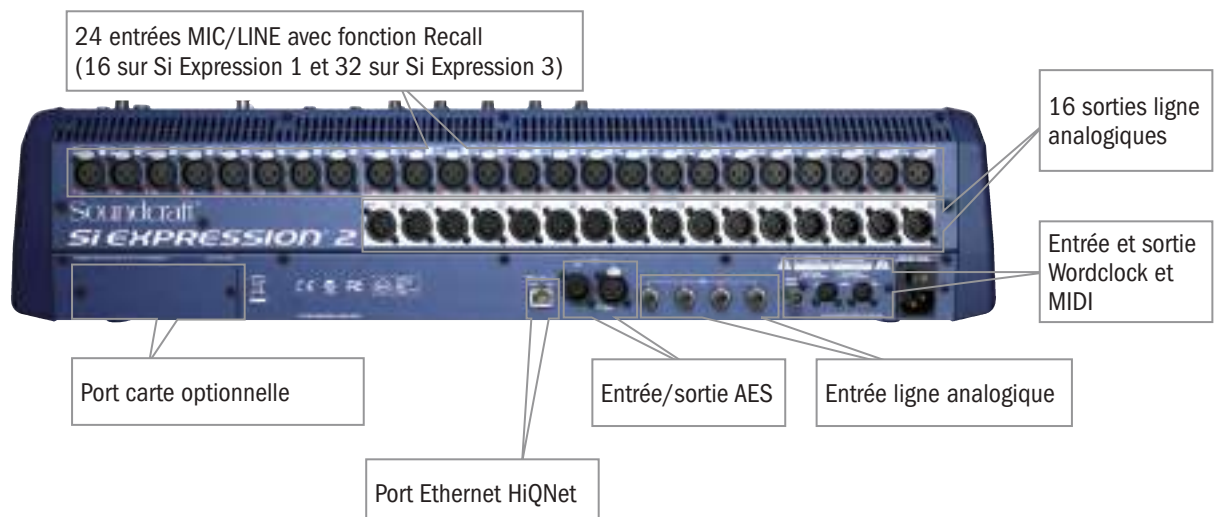 24 entrées MIC/LINE avec fonction Recall
(16 sur Si Expression 1 et 32 sur Si Expression 3)
16 sorties ligne
analogiques
Soundcraft
Si EXPRESSION 2
Entrée et sortie
Wordclock et
MIDI
Port carte optionnelle
Entrée/sortie AES
Entrée ligne analogique
Port Ethernet HiQNet